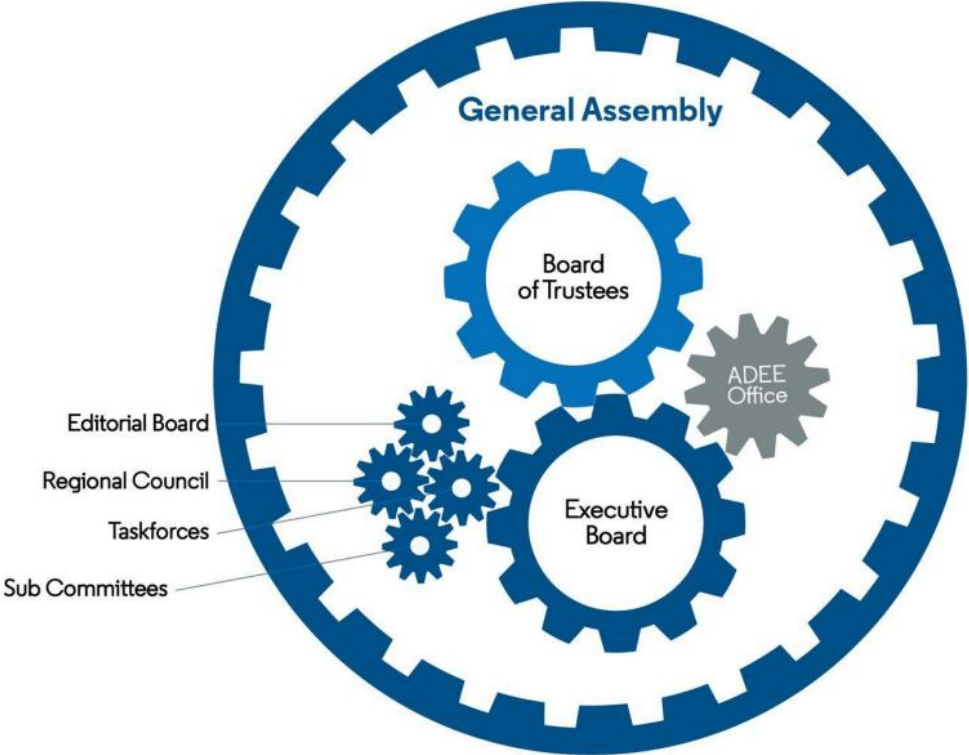 General Assembly
Board
of Trustees
ADEE
Office
Editorial Board
Regional Council
Taskforces
Sub Committees
Executive
Board